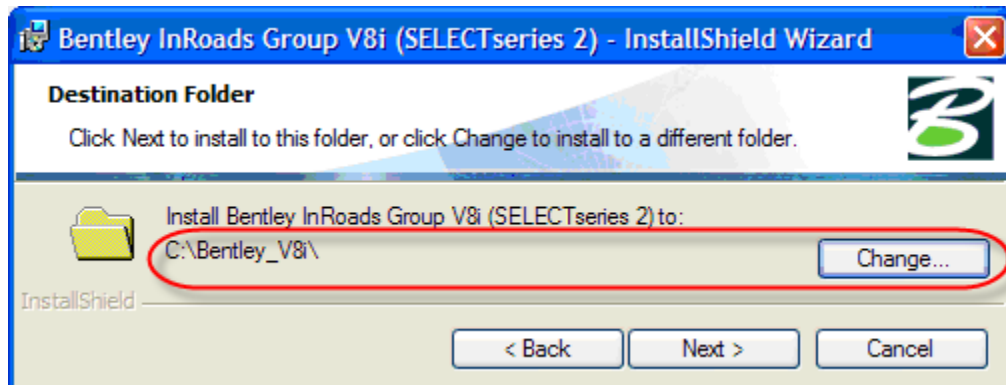 Bentley InRoads Group V8i (SELECTseries 2) - InstallShield Wizard
Destination Folder
Click Next to install to this folder, or click Change to install to a different folder.
Install Bentley InRoads Group V8i (SELECTseries 2) to:
C:\Bentley_V8i\
Change...
InstallShield
< Back
Next >
Cancel